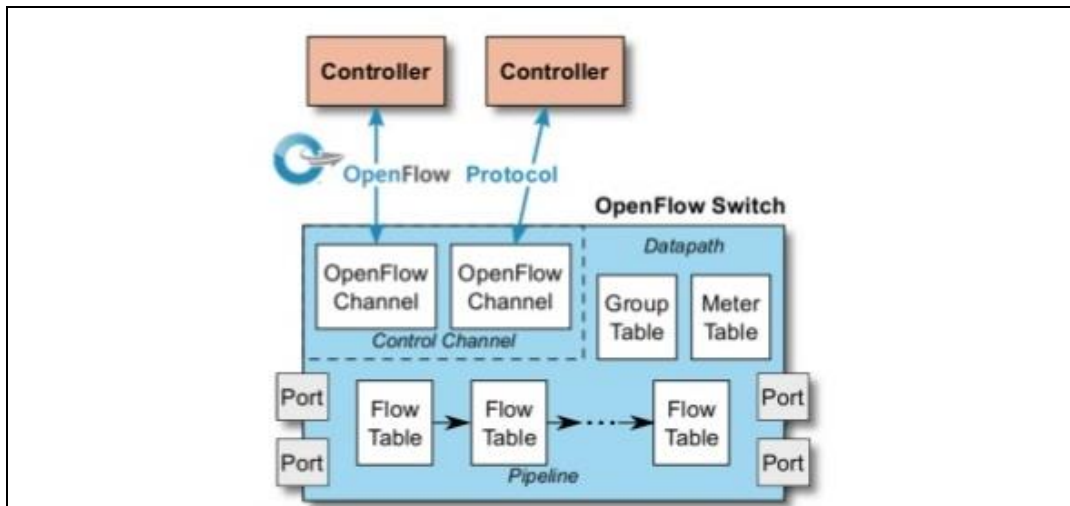 Controller
Controller
OpenFlow Protocol
OpenFlow Switch
Datapath
OpenFlow
Channel
OpenFlow
Channel
Control Channel
Group
Table
Meter
Table
Port
Port
Flow
Table
Flow
Table
...
Flow
Table
Pipeline
Port
Port